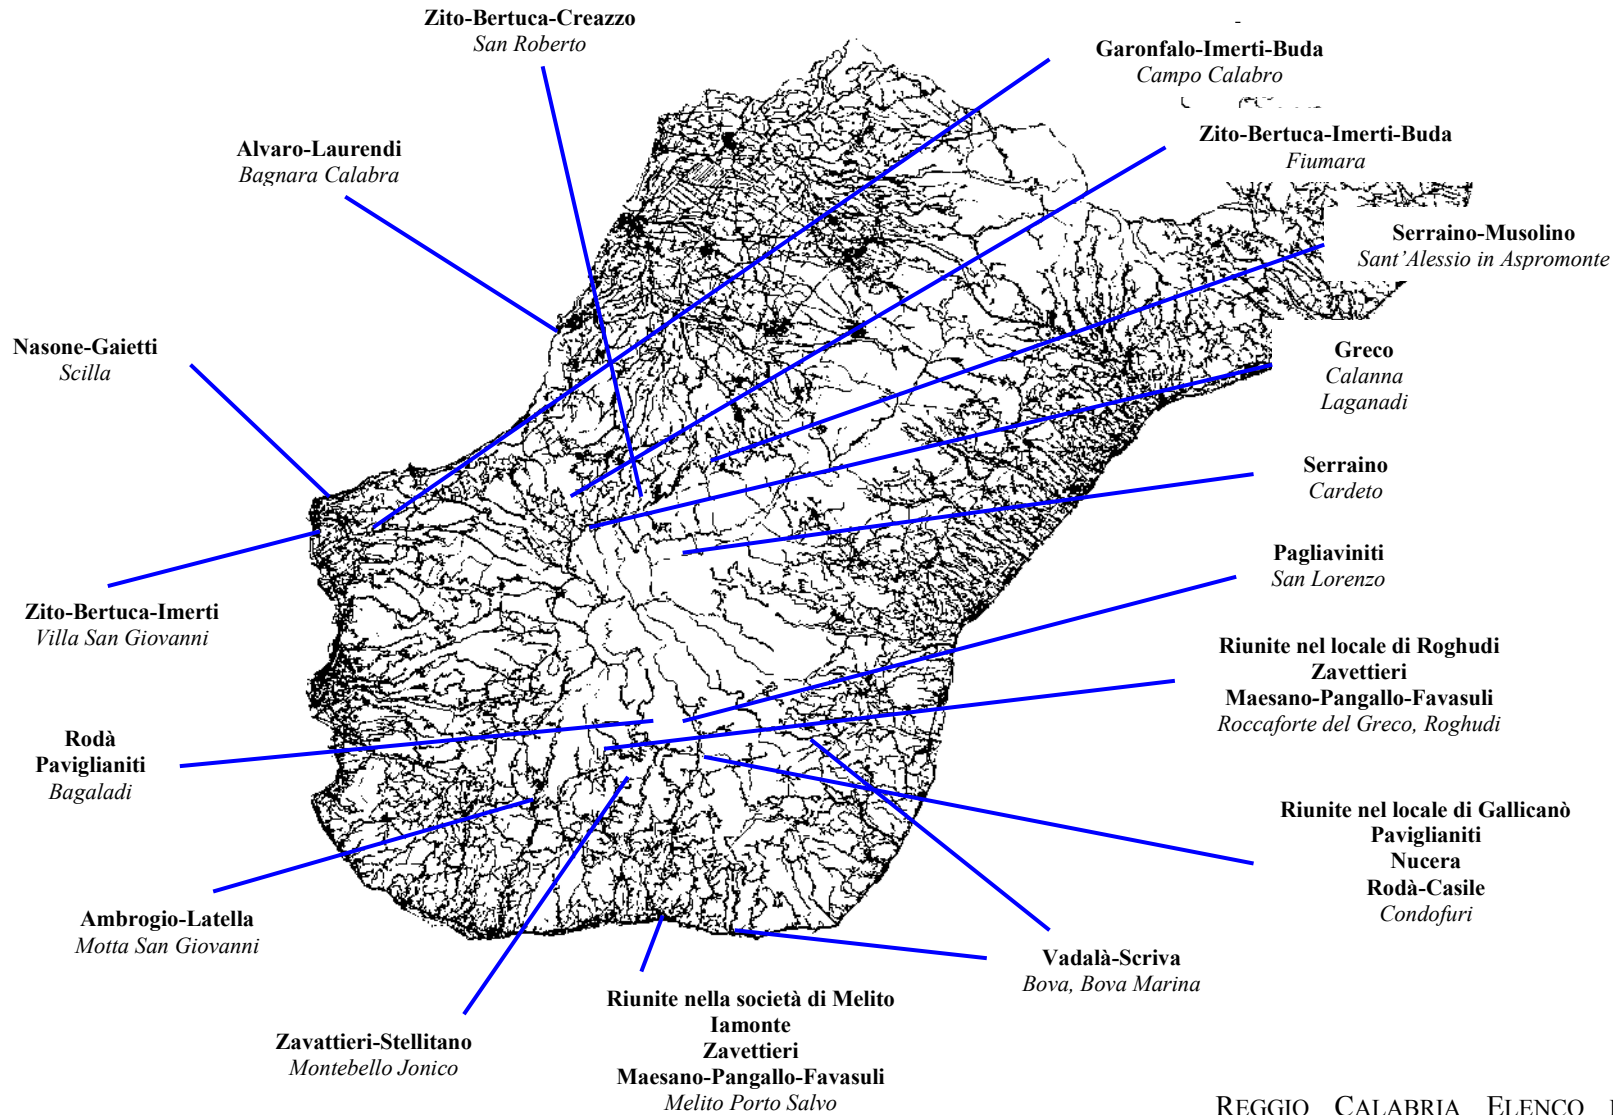 Zito-Bertuca-Creazzo
San Roberto
Garonfalo-Imerti-Buda
Campo Calabro
Zito-Bertuca-Imerti-Buda
Fiumara
Alvaro-Laurendi
Bagnara Calabra
Serraino-Musolino
Sant'Alessio in Aspromonte
Nasone-Gaietti
Scilla
Greco
Calanna
Laganadi
Serraino
Cardeto
Pagliaviniti
San Lorenzo
Zito-Bertuca-Imerti
Villa San Giovanni
Riunite nel locale di Roghudi
Zavettieri
Maesano-Pangallo-Favasuli
Roccaforte del Greco, Roghudi
Rodà
Paviglianiti
Bagaladi
Riunite nel locale di Gallicanò
Paviglianiti
Nucera
Rodà-Casile
Condofuri
Ambrogio-Latella
Motta San Giovanni
Vadalà-Scriva
Bova, Bova Marina
Riunite nella società di Melito
Iamonte
Zavettieri
Maesano-Pangallo-Favasuli
Melito Porto Salvo
Zavattieri-Stellitano
Montebello Jonico
REGGIO CALABRIA ELENCO